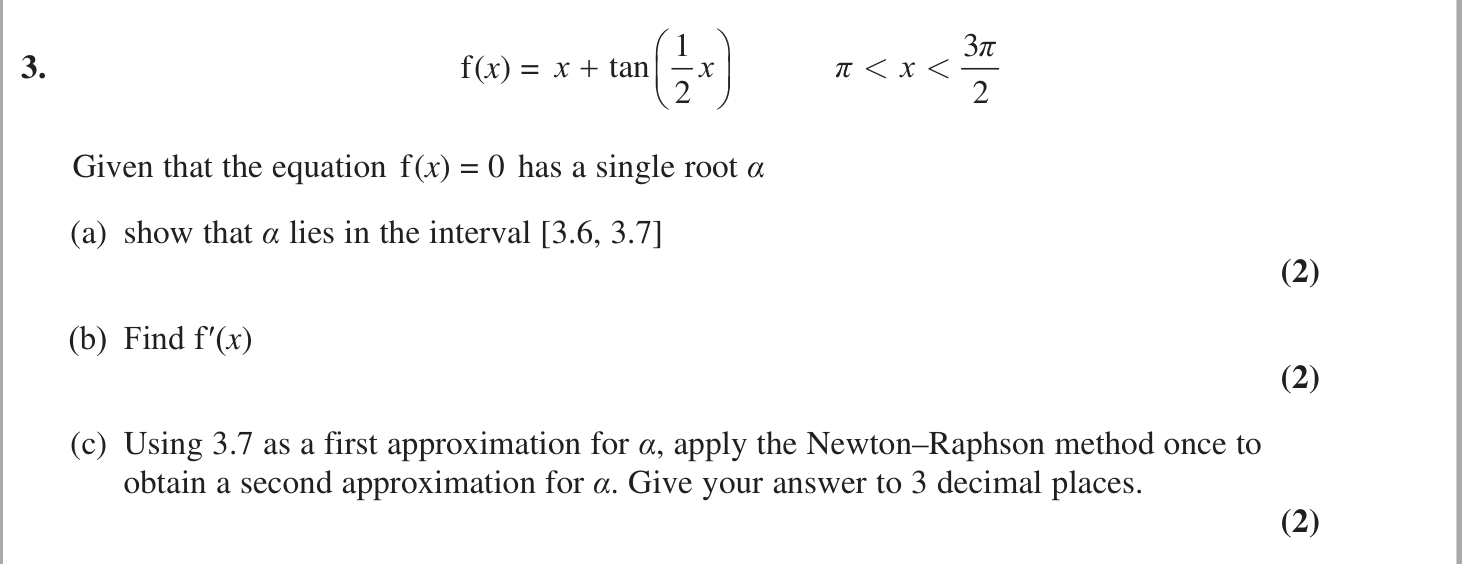 3. f(x) = x + tan(1/2 x) π < x < 3π/2
Given that the equation f(x) = 0 has a single root α
(a) show that α lies in the interval [3.6, 3.7]
(2)
(b) Find f′(x)
(2)
(c) Using 3.7 as a first approximation for α, apply the Newton–Raphson method once to
obtain a second approximation for α. Give your answer to 3 decimal places.
(2)